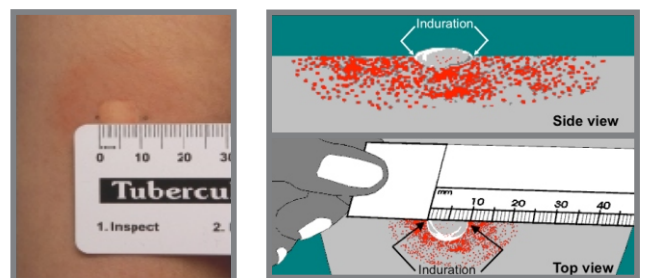 0 10 20 30
Tubercu
1. Inspect 2.
Induration
Side view
mm 10 20 30 40
Induration
Top view